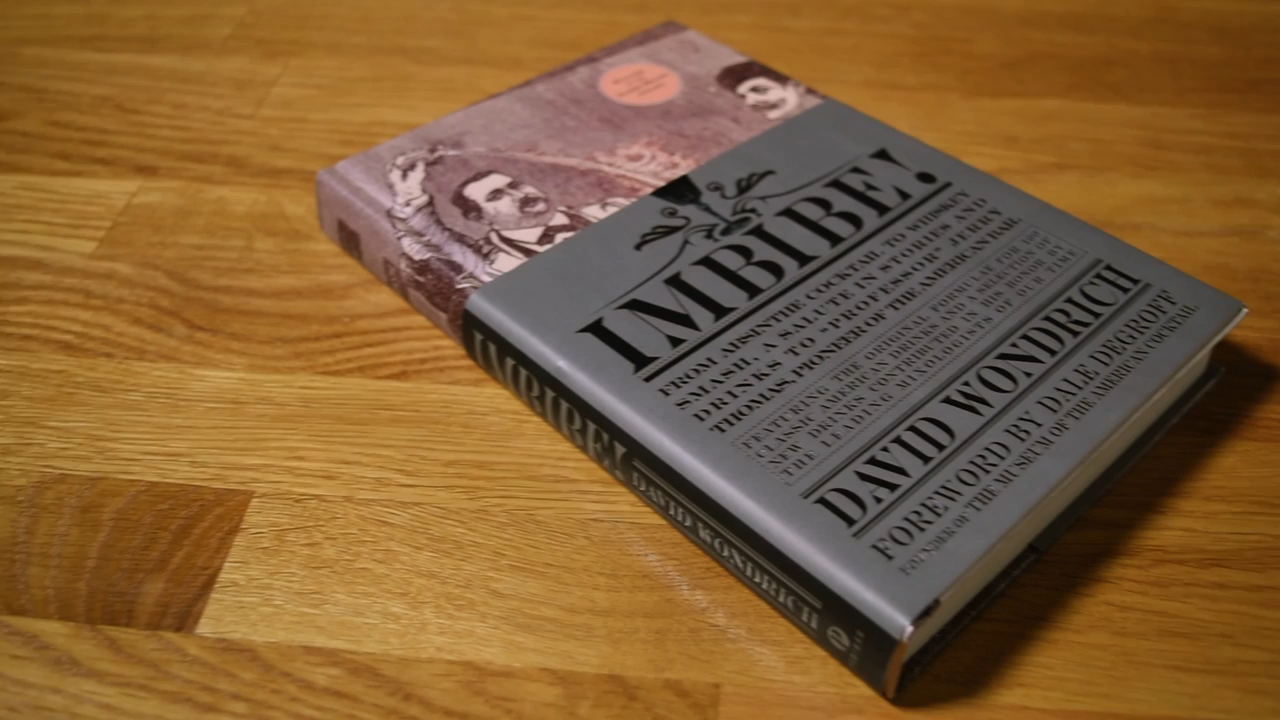 IMBIBE!
FROM ABSINTHE COCKTAIL TO WHISKEY
SMASH, A SALUTE IN STORIES AND
DRINKS TO "PROFESSOR" JERRY
THOMAS, PIONEER OF THE AMERICAN BAR
FEATURING THE ORIGINAL FORMULAE FOR 100
CLASSIC AMERICAN DRINKS AND A SELECTION OF
NEW DRINKS CONTRIBUTED IN HIS HONOR BY
THE LEADING MIXOLOGISTS OF OUR TIME
DAVID WONDRICH
FOREWORD BY DALE DEGROFF
FOUNDER OF THE MUSEUM OF THE AMERICAN COCKTAIL
IMBIBE! DAVID WONDRICH